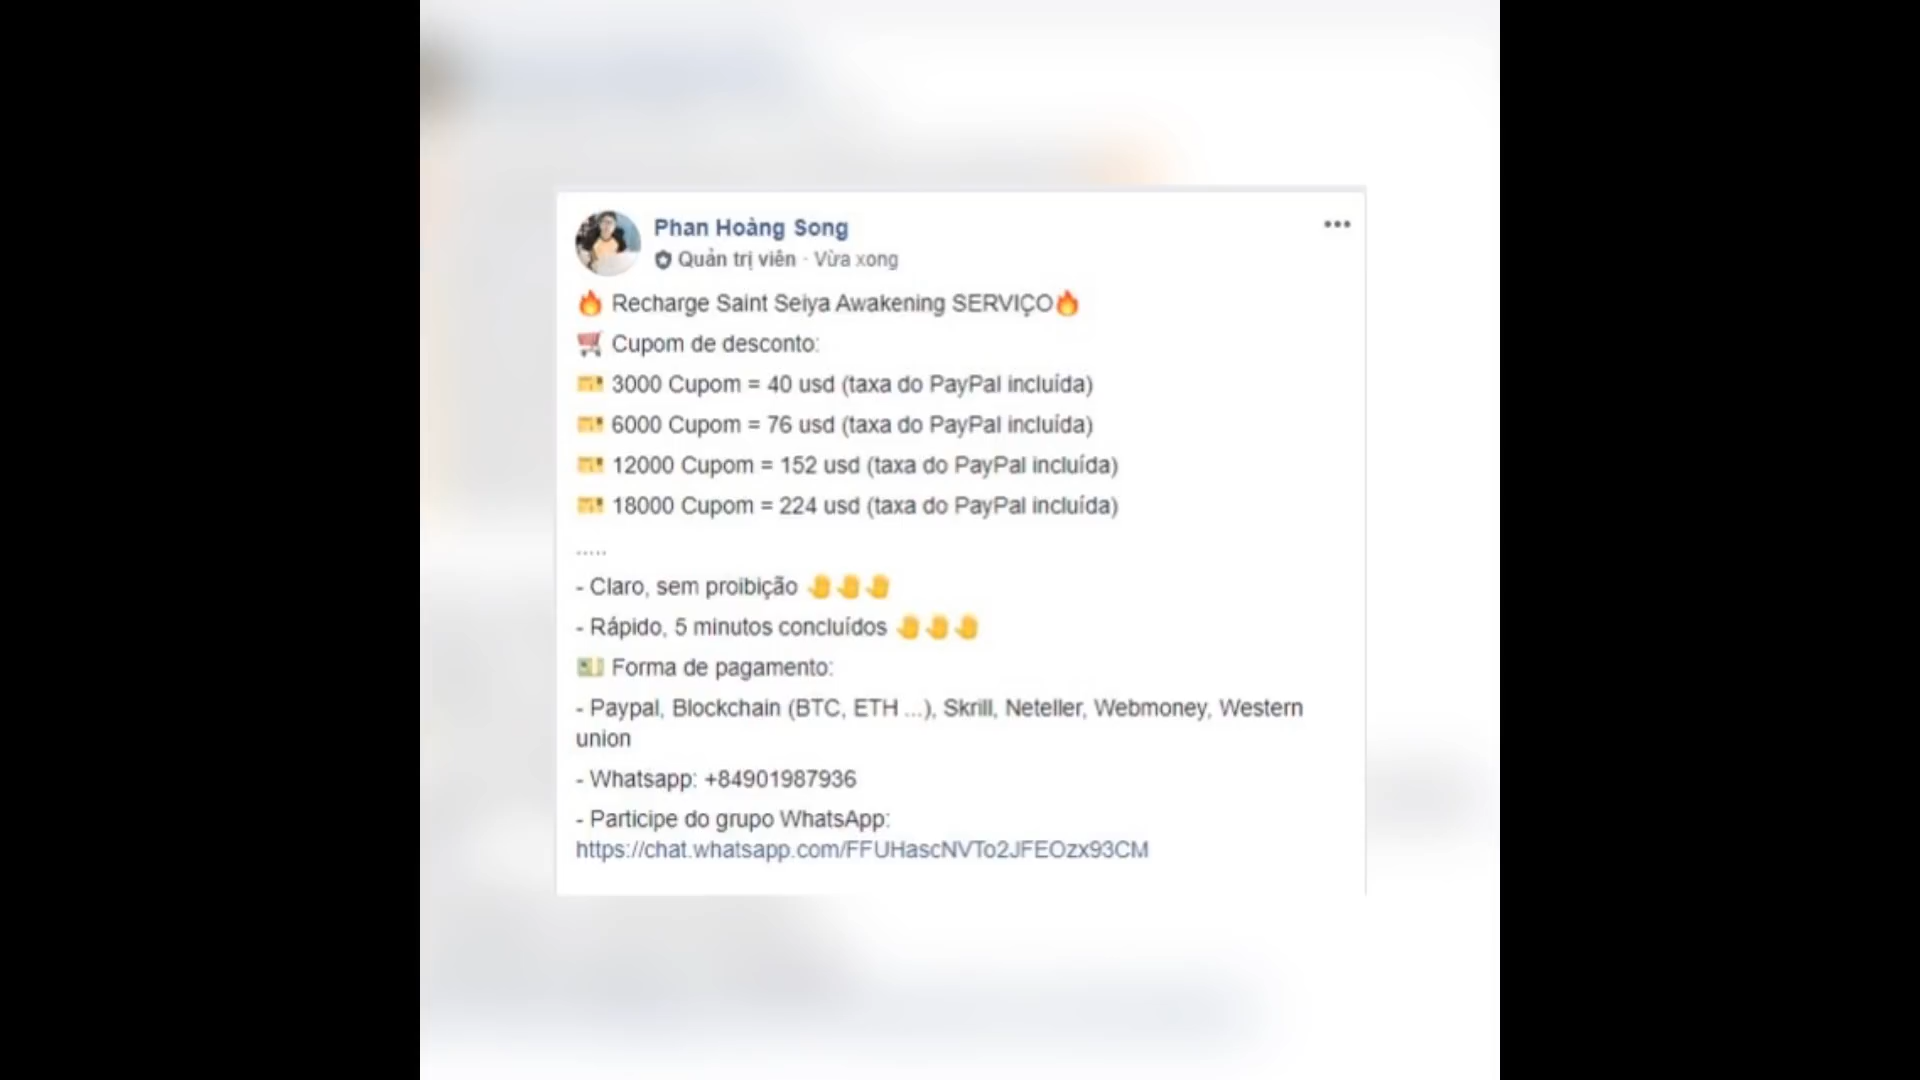 Phan Hoàng Song
Quản trị viên · Vừa xong
🔥 Recharge Saint Seiya Awakening SERVIÇO🔥
🛒 Cupom de desconto:
🎫 3000 Cupom = 40 usd (taxa do PayPal incluída)
🎫 6000 Cupom = 76 usd (taxa do PayPal incluída)
🎫 12000 Cupom = 152 usd (taxa do PayPal incluída)
🎫 18000 Cupom = 224 usd (taxa do PayPal incluída)
.....
- Claro, sem proibição 🤚🤚🤚
- Rápido, 5 minutos concluídos 🤚🤚🤚
💵 Forma de pagamento:
- Paypal, Blockchain (BTC, ETH ...), Skrill, Neteller, Webmoney, Western
union
- Whatsapp: +84901987936
- Participe do grupo WhatsApp:
https://chat.whatsapp.com/FFUHascNVTo2JFEOzx93CM